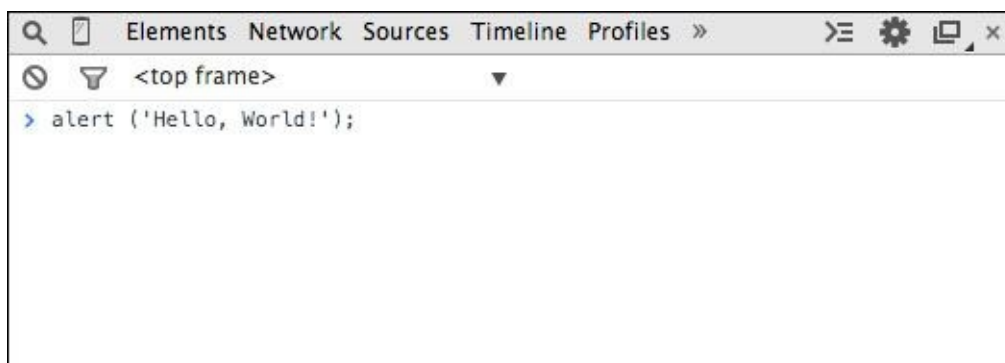 Elements Network Sources Timeline Profiles »
<top frame>
> alert ('Hello, World!');